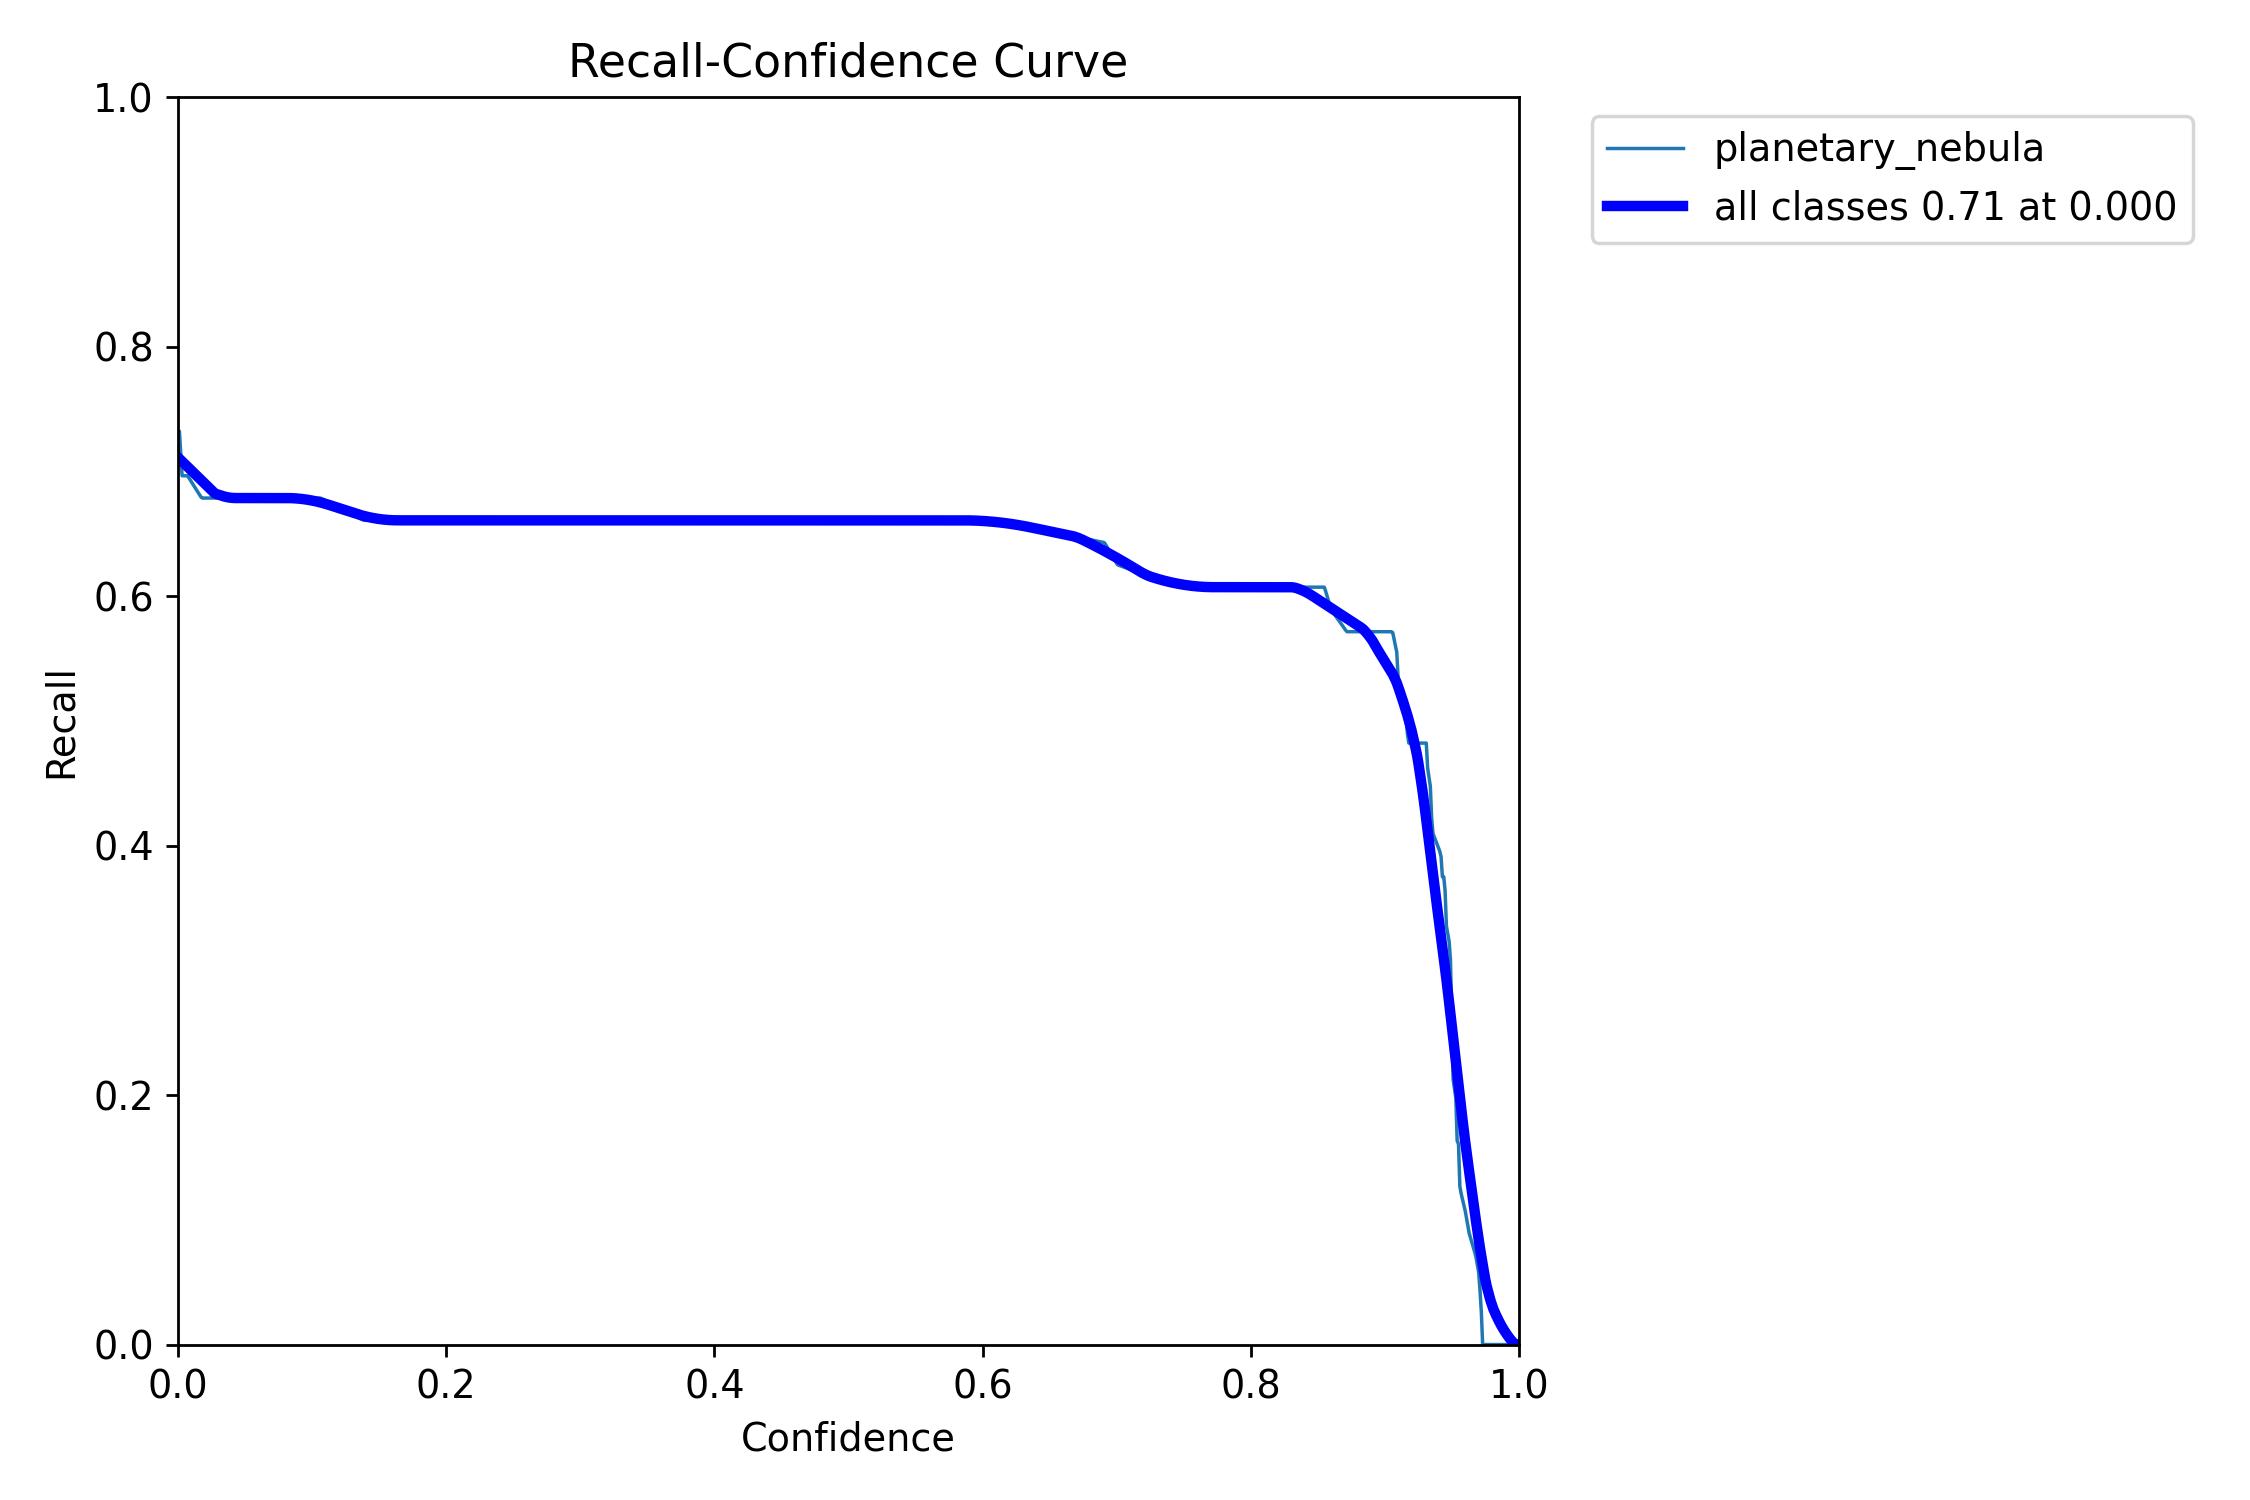 Recall-Confidence Curve
1.0
0.8
0.6
0.4
0.2
0.0
Recall
0.0 0.2 0.4 0.6 0.8 1.0
Confidence
planetary_nebula
all classes 0.71 at 0.000